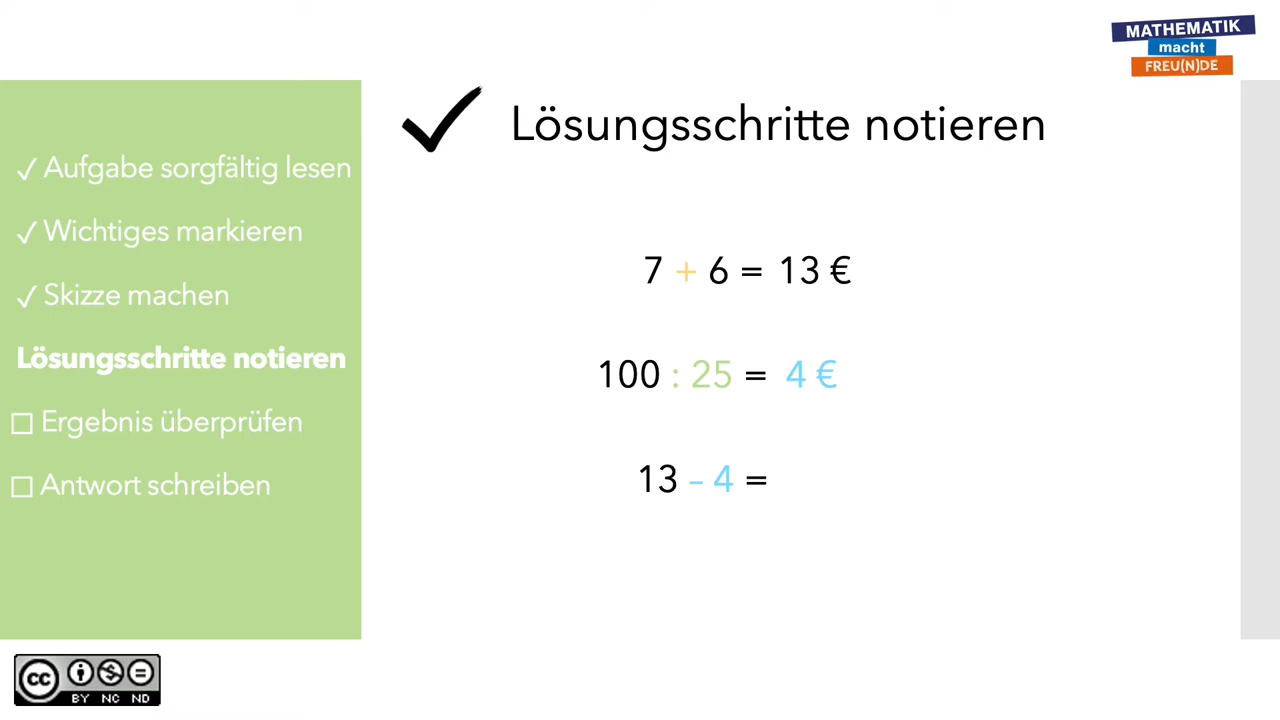 MATHEMATIK
macht
FREU(N)DE
✓ Lösungsschritte notieren
✓ Aufgabe sorgfältig lesen
✓ Wichtiges markieren
✓ Skizze machen
Lösungsschritte notieren
☐ Ergebnis überprüfen
☐ Antwort schreiben
7 + 6 = 13 €
100 : 25 = 4 €
13 – 4 =
cc
BY NC ND